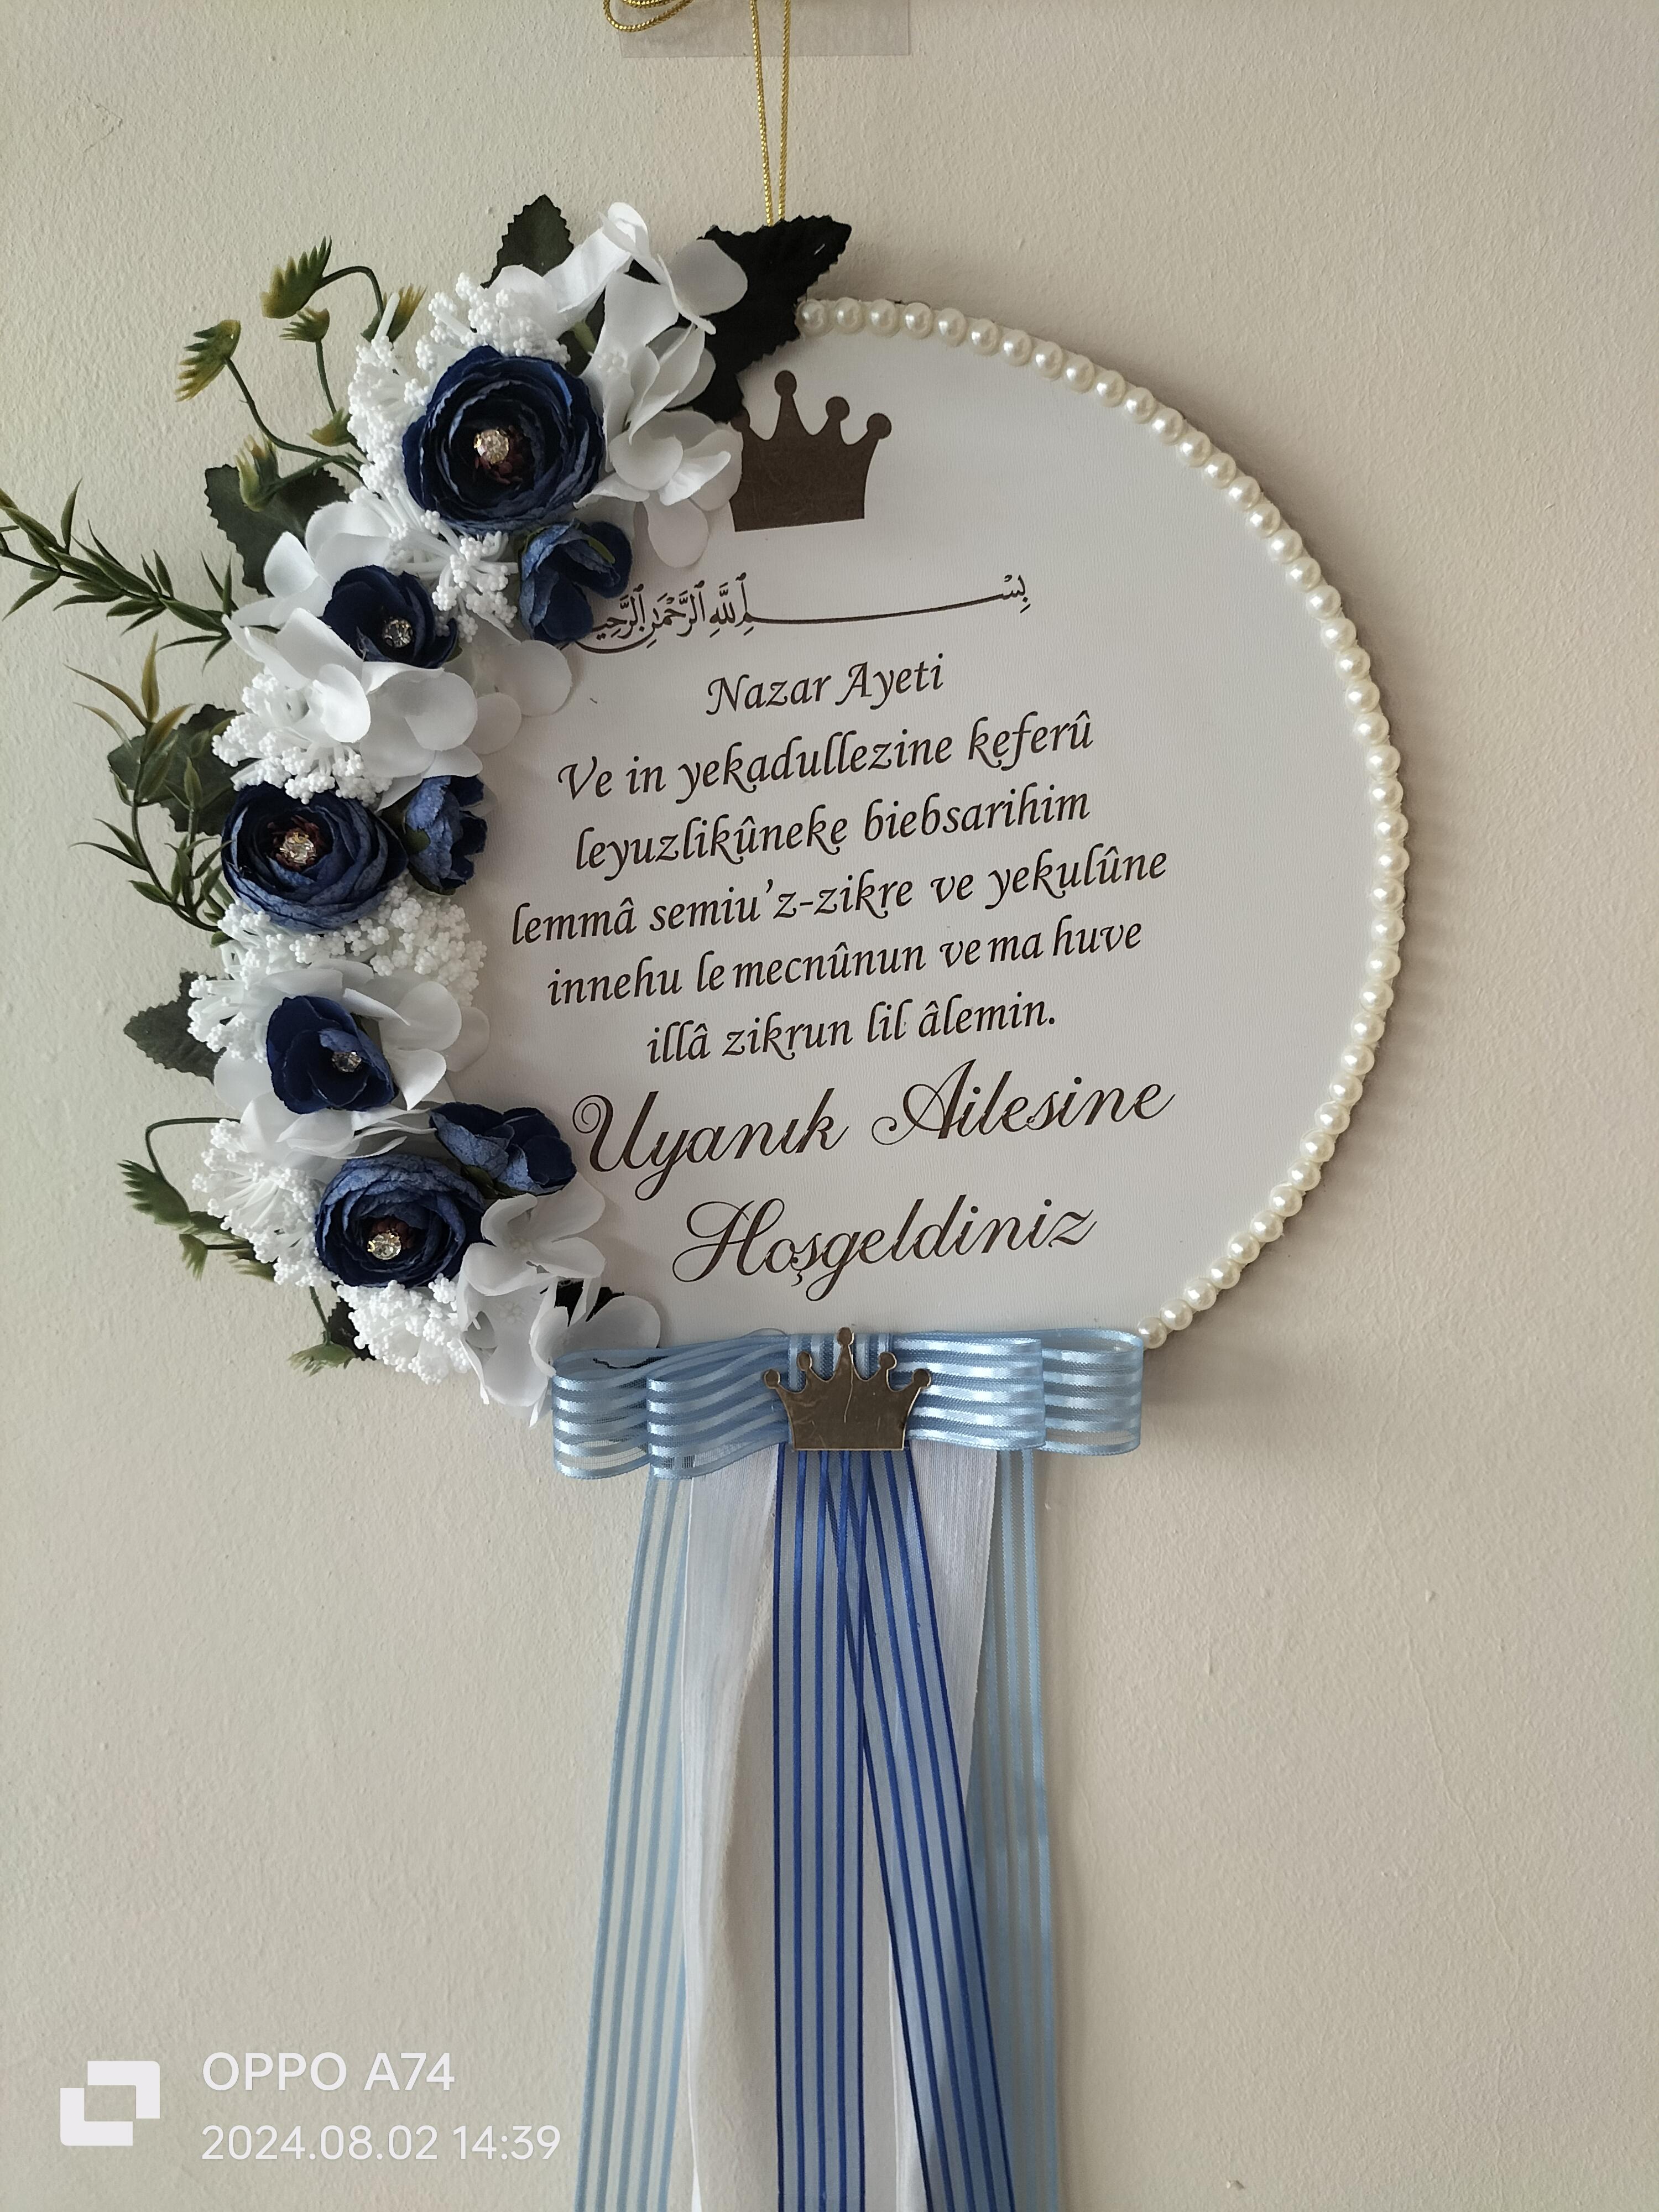 بِسْمِ اللَّهِ الرَّحْمَٰنِ الرَّحِي
Nazar Ayeti
Ve in yekadullezine keferû
leyuzlikûneke biebsarihim
lemmâ semiu'z-zikre ve yekulûne
innehu le mecnûnun ve ma huve
illâ zikrun lil âlemin.
Uyanık Ailesine
Hoşgeldiniz
OPPO A74
2024.08.02 14:39